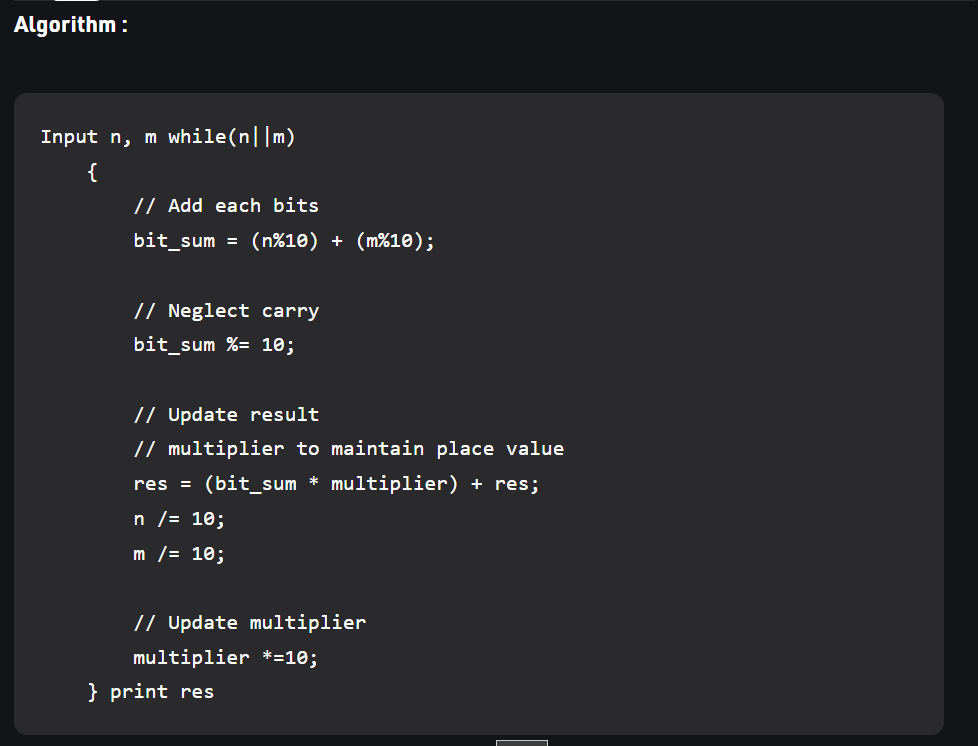 Algorithm :
Input n, m while(n||m)
{
// Add each bits
bit_sum = (n%10) + (m%10);
// Neglect carry
bit_sum %= 10;
// Update result
// multiplier to maintain place value
res = (bit_sum * multiplier) + res;
n /= 10;
m /= 10;
// Update multiplier
multiplier *=10;
} print res